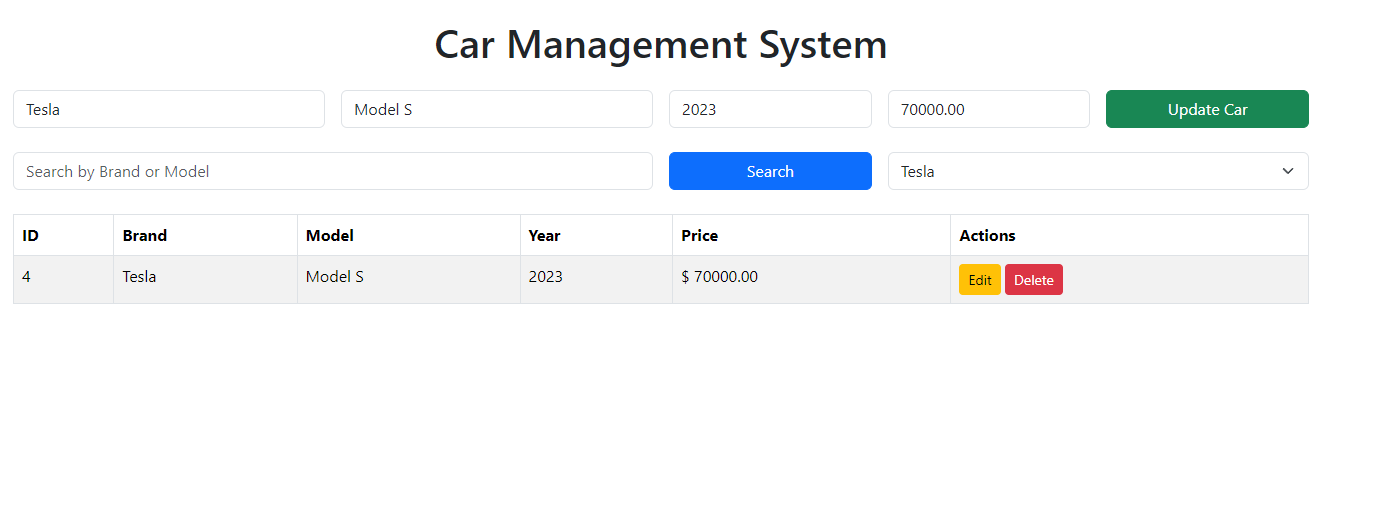 Car Management System
Tesla Model S 2023 70000.00 Update Car
Search by Brand or Model Search Tesla
ID Brand Model Year Price Actions
4 Tesla Model S 2023 $ 70000.00 Edit Delete